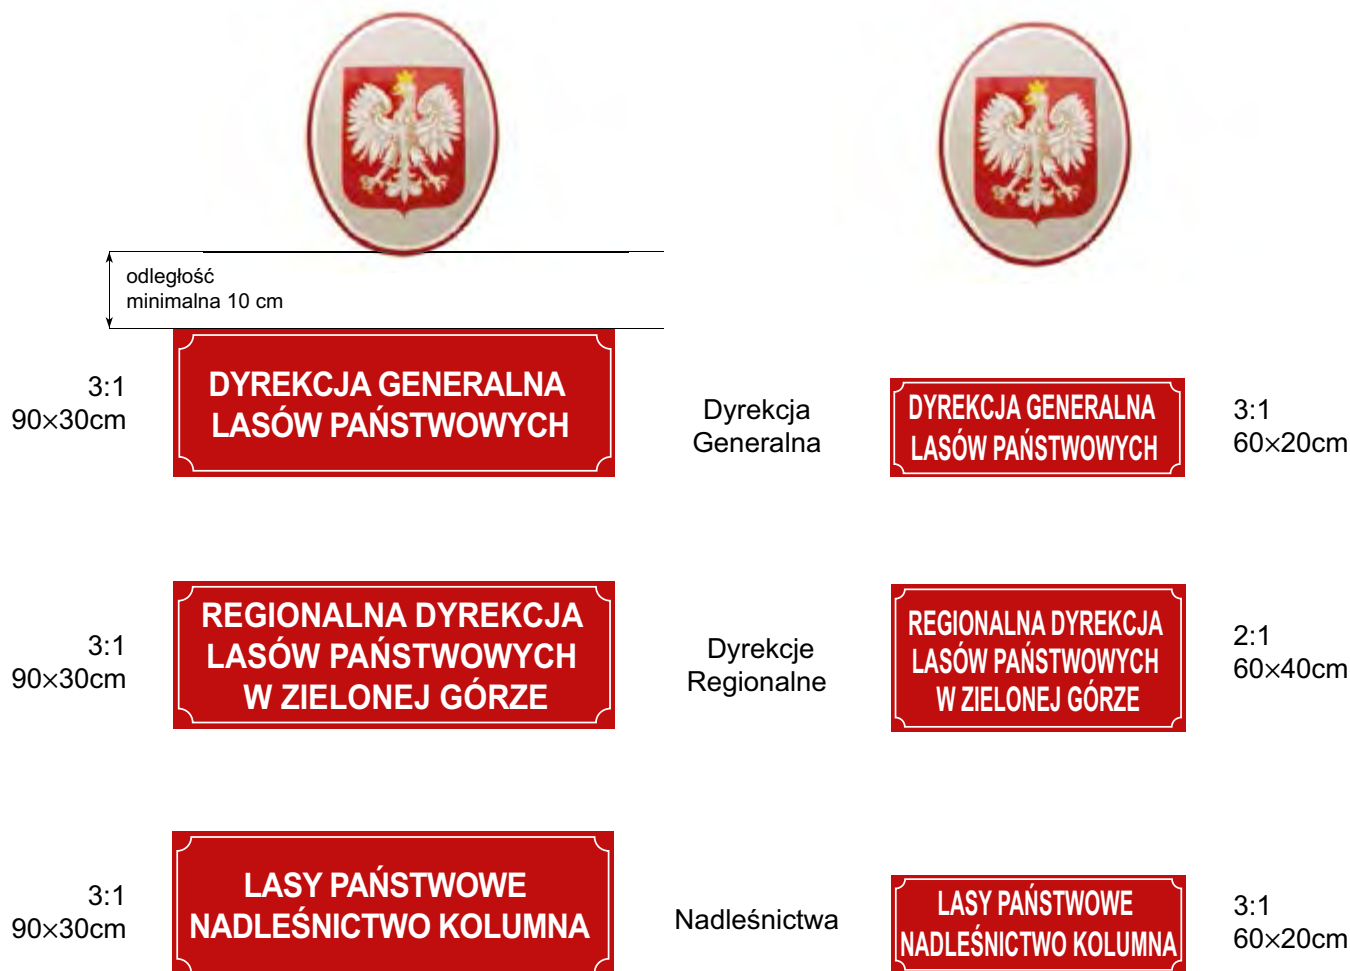 odległość
minimalna 10 cm
3:1
90×30cm
DYREKCJA GENERALNA
LASÓW PAŃSTWOWYCH
Dyrekcja
Generalna
DYREKCJA GENERALNA
LASÓW PAŃSTWOWYCH
3:1
60×20cm
3:1
90×30cm
REGIONALNA DYREKCJA
LASÓW PAŃSTWOWYCH
W ZIELONEJ GÓRZE
Dyrekcje
Regionalne
REGIONALNA DYREKCJA
LASÓW PAŃSTWOWYCH
W ZIELONEJ GÓRZE
2:1
60×40cm
3:1
90×30cm
LASY PAŃSTWOWE
NADLEŚNICTWO KOLUMNA
Nadleśnictwa
LASY PAŃSTWOWE
NADLEŚNICTWO KOLUMNA
3:1
60×20cm